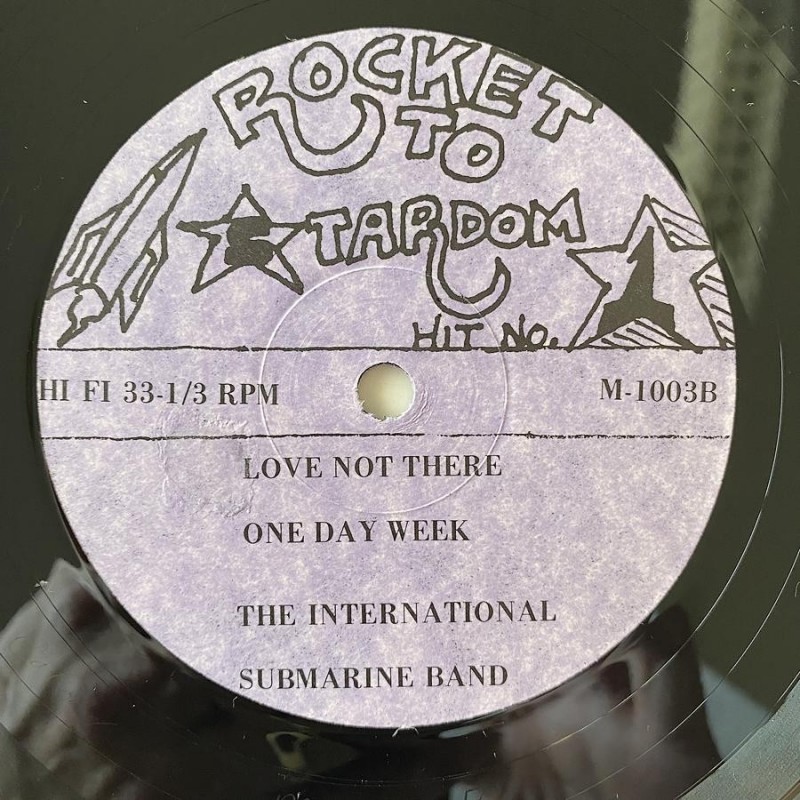 ROCKET
TO
STARDOM
HIT NO. 1
HI FI 33-1/3 RPM
M-1003B
LOVE NOT THERE
ONE DAY WEEK
THE INTERNATIONAL
SUBMARINE BAND